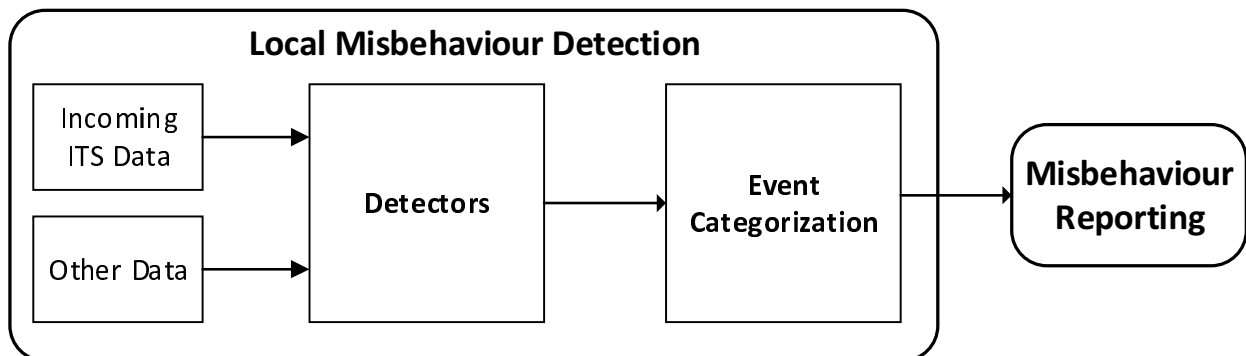 Local Misbehaviour Detection
Incoming
ITS Data
Other Data
Detectors
Event
Categorization
Misbehaviour
Reporting